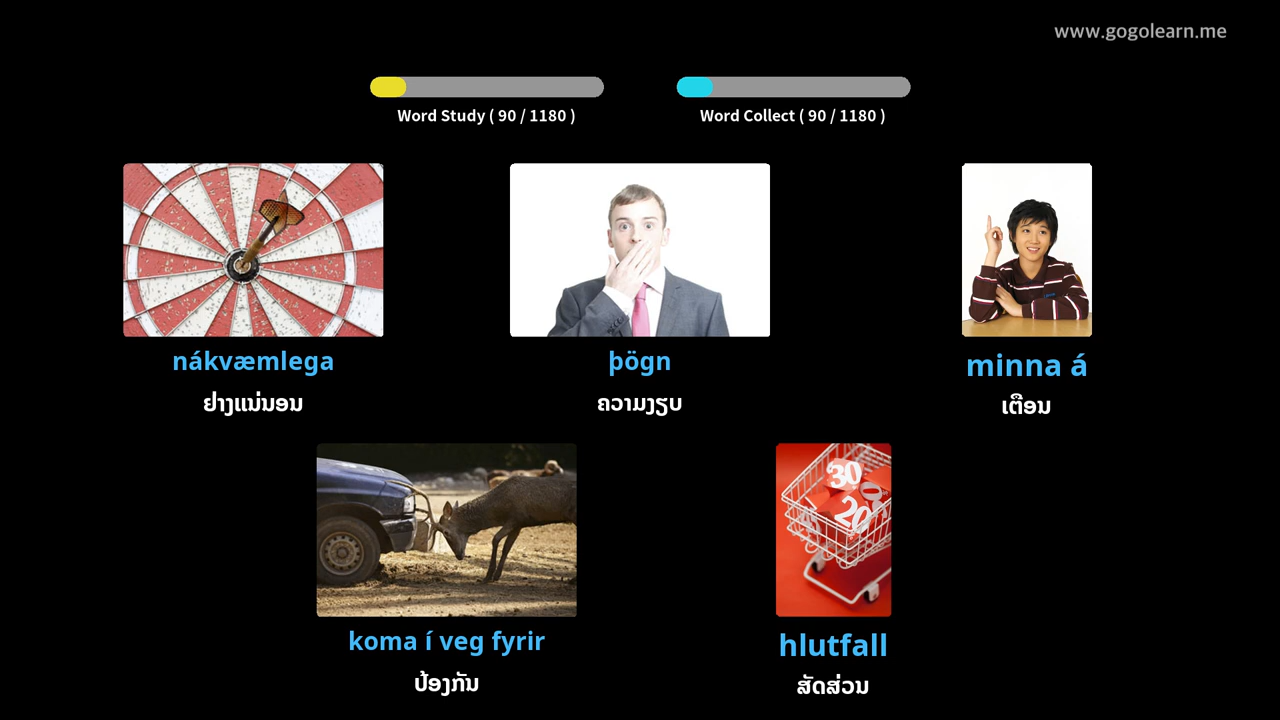 www.gogolearn.me
Word Study ( 90 / 1180 )
Word Collect ( 90 / 1180 )
nákvæmlega
ຢ່າງແນ່ນອນ
þögn
ຄວາມງຽບ
minna á
ເຕືອນ
koma í veg fyrir
ປ້ອງກັນ
hlutfall
ສັດສ່ວນ
30
20